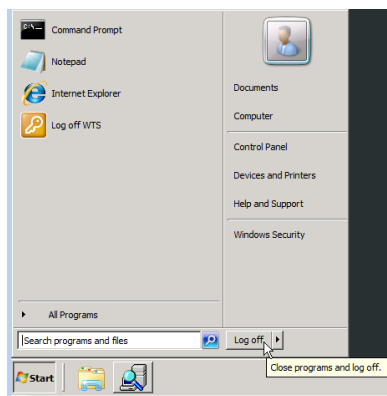 Command Prompt
Notepad
Internet Explorer
Log off WTS
All Programs
Search programs and files
Documents
Computer
Control Panel
Devices and Printers
Help and Support
Windows Security
Log off
Close programs and log off.
Start